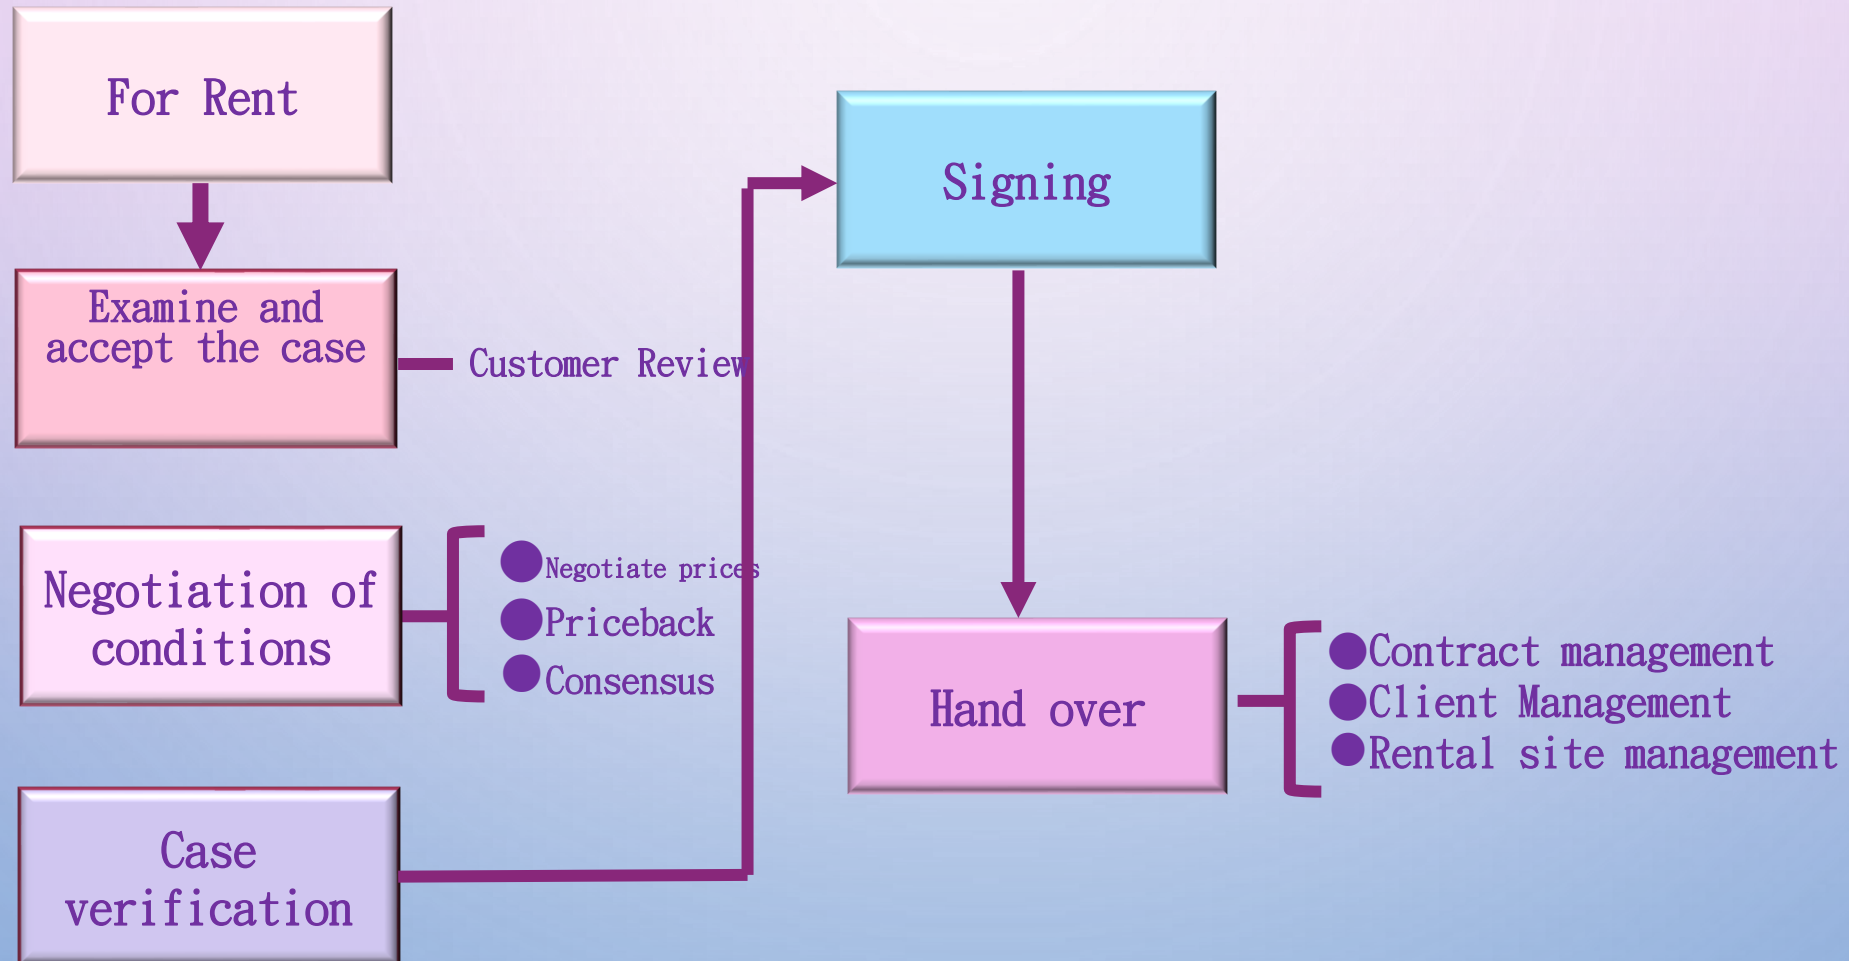 For Rent
Examine and
accept the case
Customer Review
Negotiation of
conditions
●Negotiate prices
●Priceback
●Consensus
Case
verification
Signing
Hand over
●Contract management
●Client Management
●Rental site management